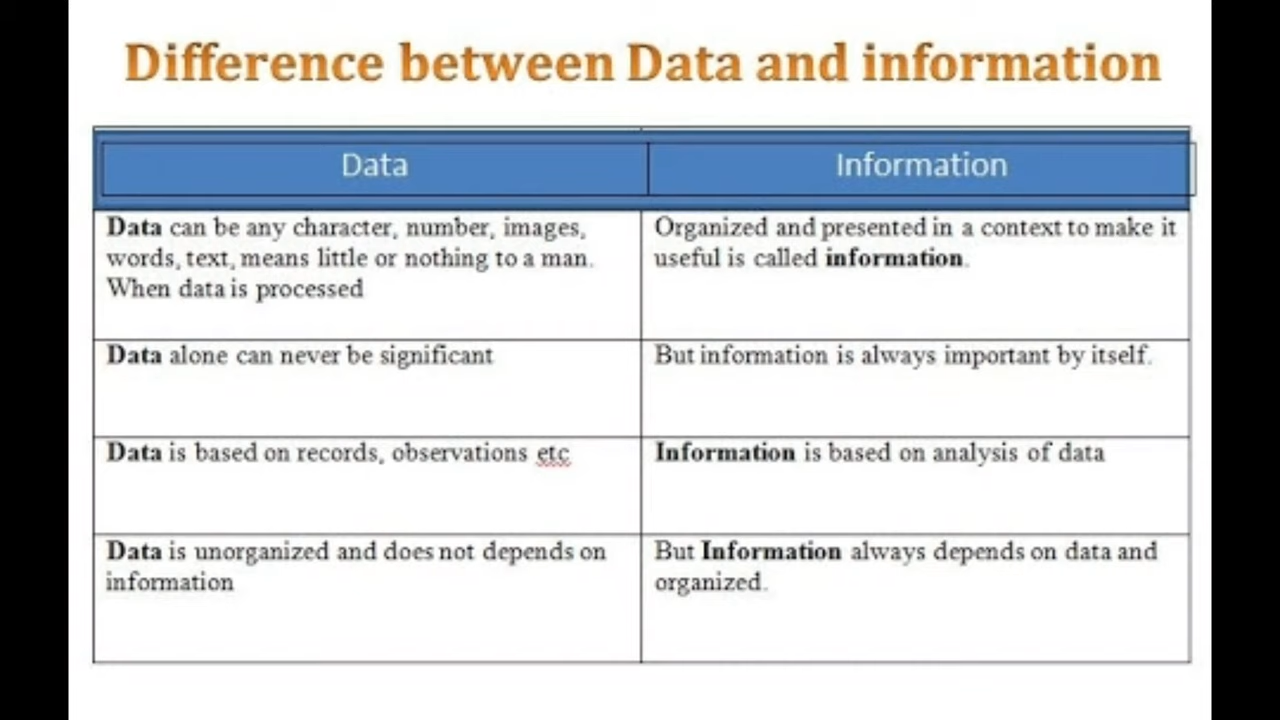 Difference between Data and information
Data
Information
Data can be any character, number, images,
words, text, means little or nothing to a man.
When data is processed
Organized and presented in a context to make it
useful is called information.
Data alone can never be significant
But information is always important by itself.
Data is based on records, observations etc
Information is based on analysis of data
Data is unorganized and does not depends on
information
But Information always depends on data and
organized.